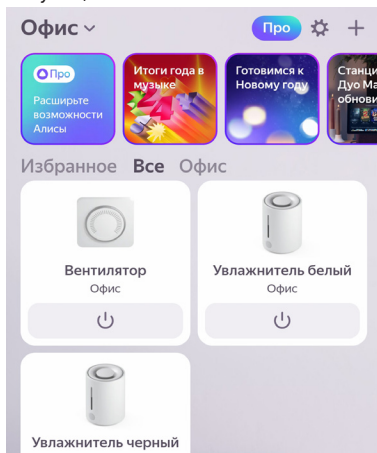 Офис
Про
Про
Расширьте
возможности
Алисы
Итоги года в
музыке
Готовимся к
Новому году
Станци
Дуо Ма
обнови
Избранное Все Офис
Вентилятор
Офис
Увлажнитель белый
Офис
Увлажнитель черный